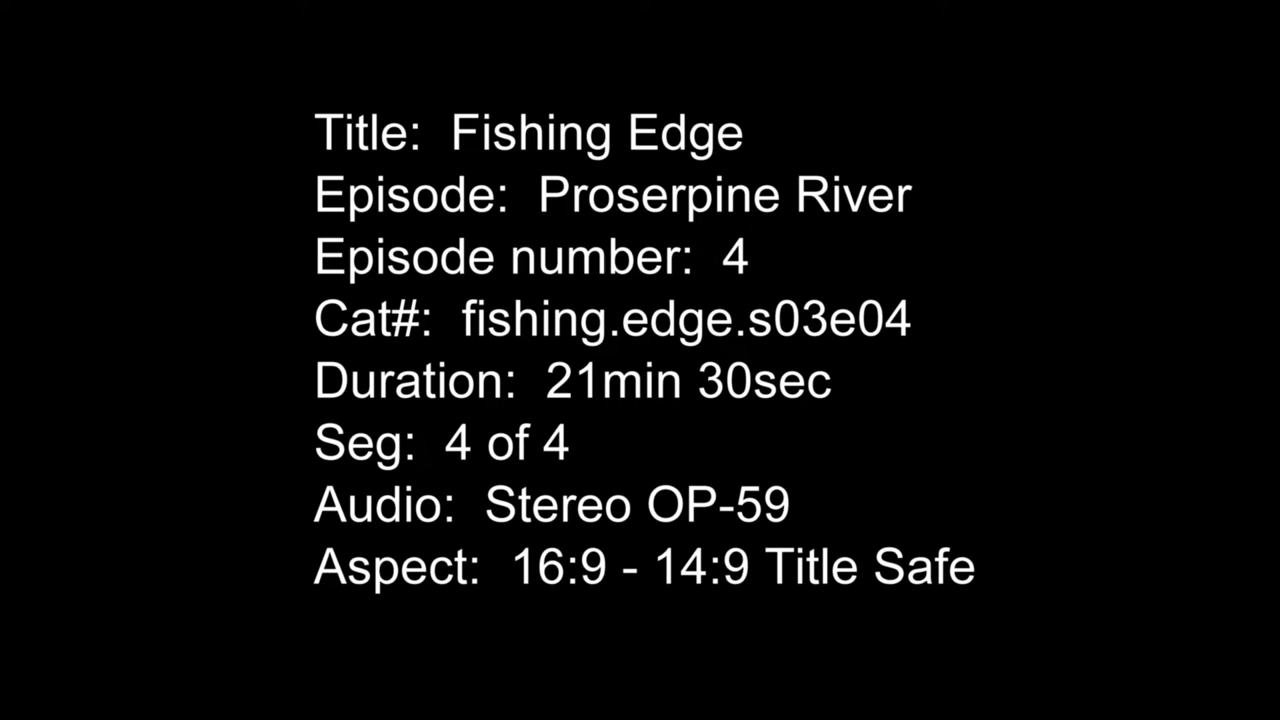 Title:  Fishing Edge
Episode:  Proserpine River
Episode number:  4
Cat#:  fishing.edge.s03e04
Duration:  21min 30sec
Seg:  4 of 4
Audio:  Stereo OP-59
Aspect:  16:9 - 14:9 Title Safe